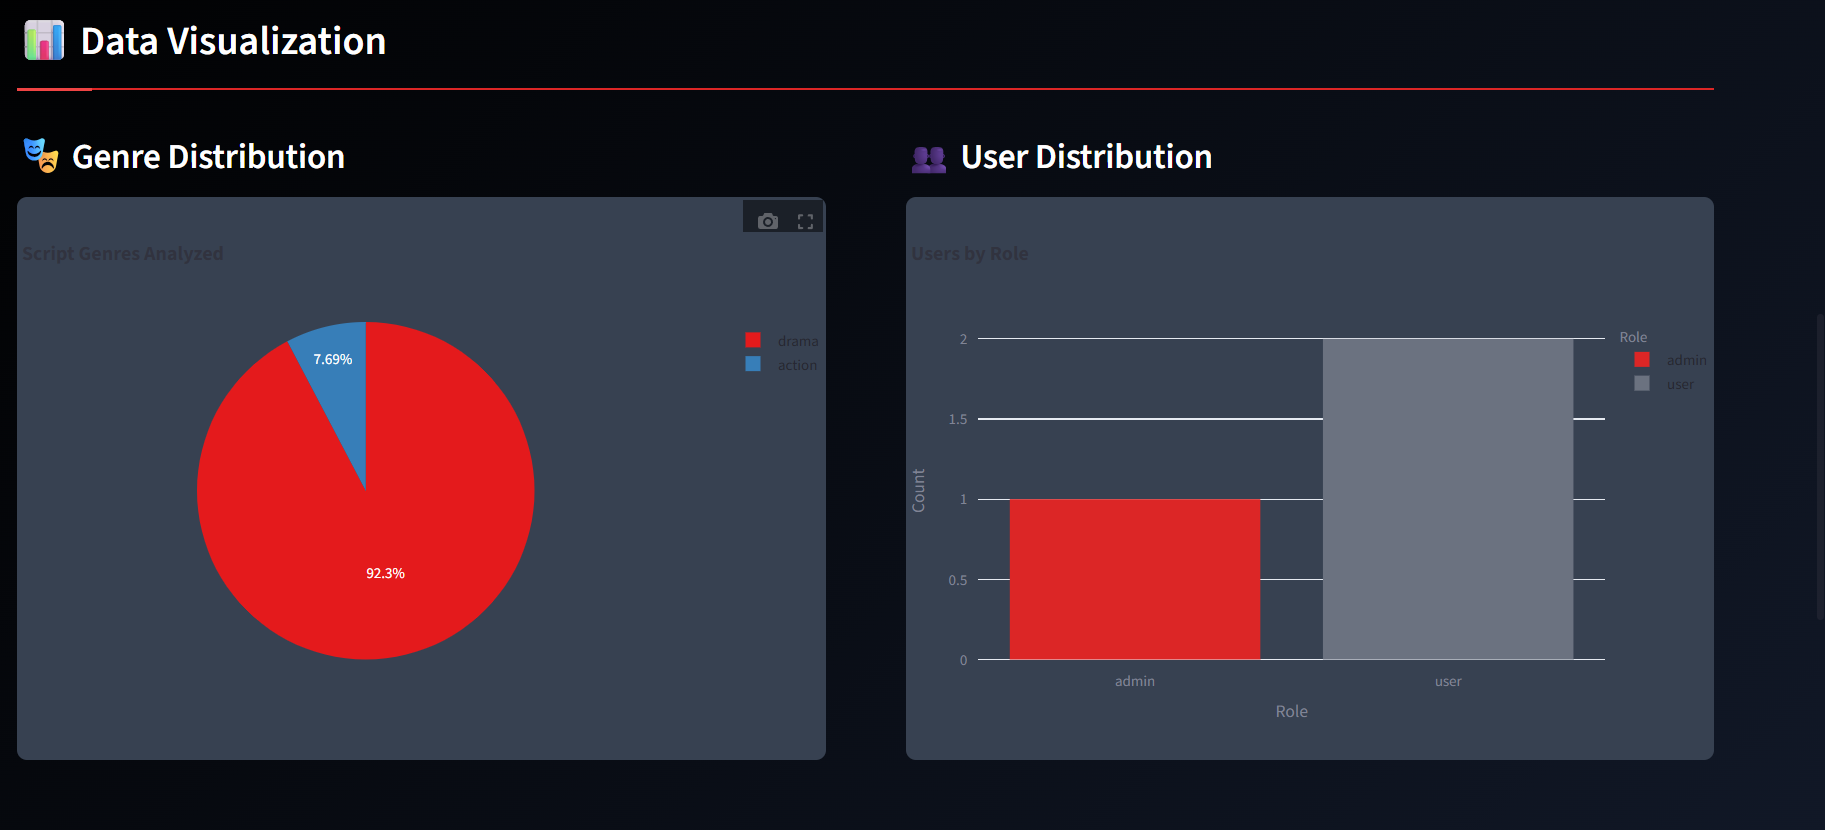 Data Visualization
Genre Distribution
Script Genres Analyzed
drama
action
7.69%
92.3%
User Distribution
Users by Role
Role
admin
user
2
1.5
1
0.5
0
Count
admin
user
Role